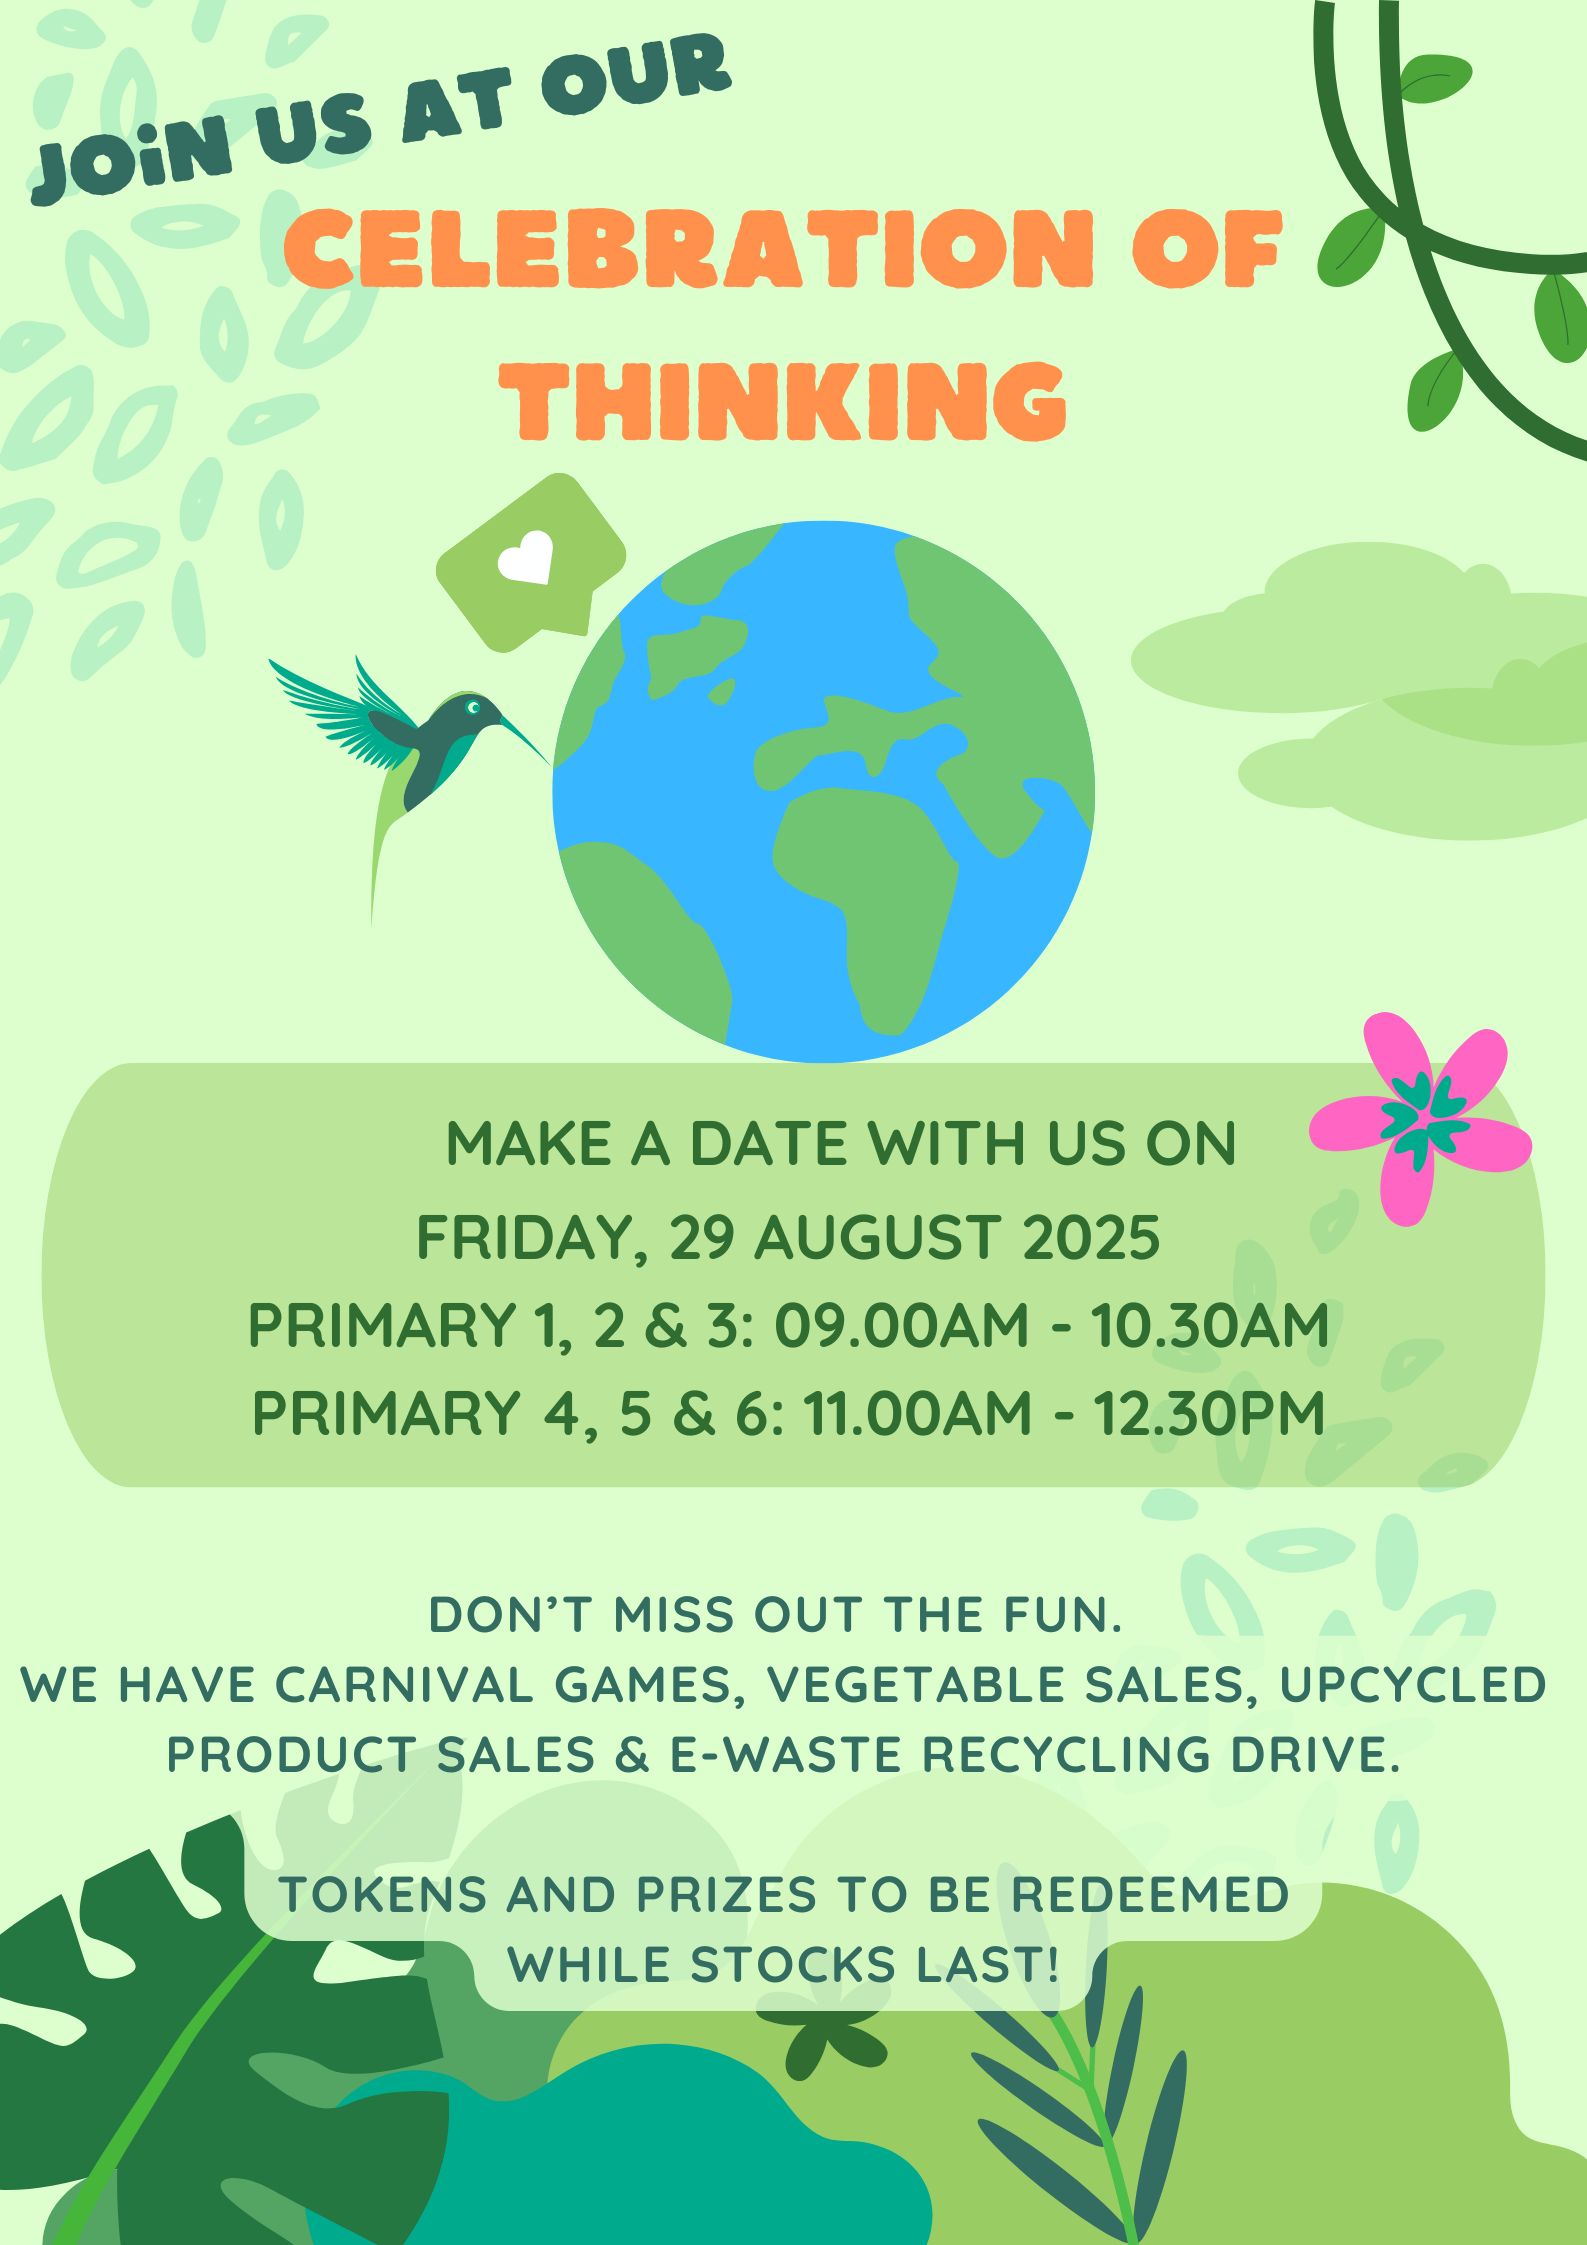 JOiN US AT OUR
CELEBRATION OF
THINKING
MAKE A DATE WITH US ON
FRIDAY, 29 AUGUST 2025
PRIMARY 1, 2 & 3: 09.00AM - 10.30AM
PRIMARY 4, 5 & 6: 11.00AM - 12.30PM
DON’T MISS OUT THE FUN.
WE HAVE CARNIVAL GAMES, VEGETABLE SALES, UPCYCLED
PRODUCT SALES & E-WASTE RECYCLING DRIVE.
TOKENS AND PRIZES TO BE REDEEMED
WHILE STOCKS LAST!